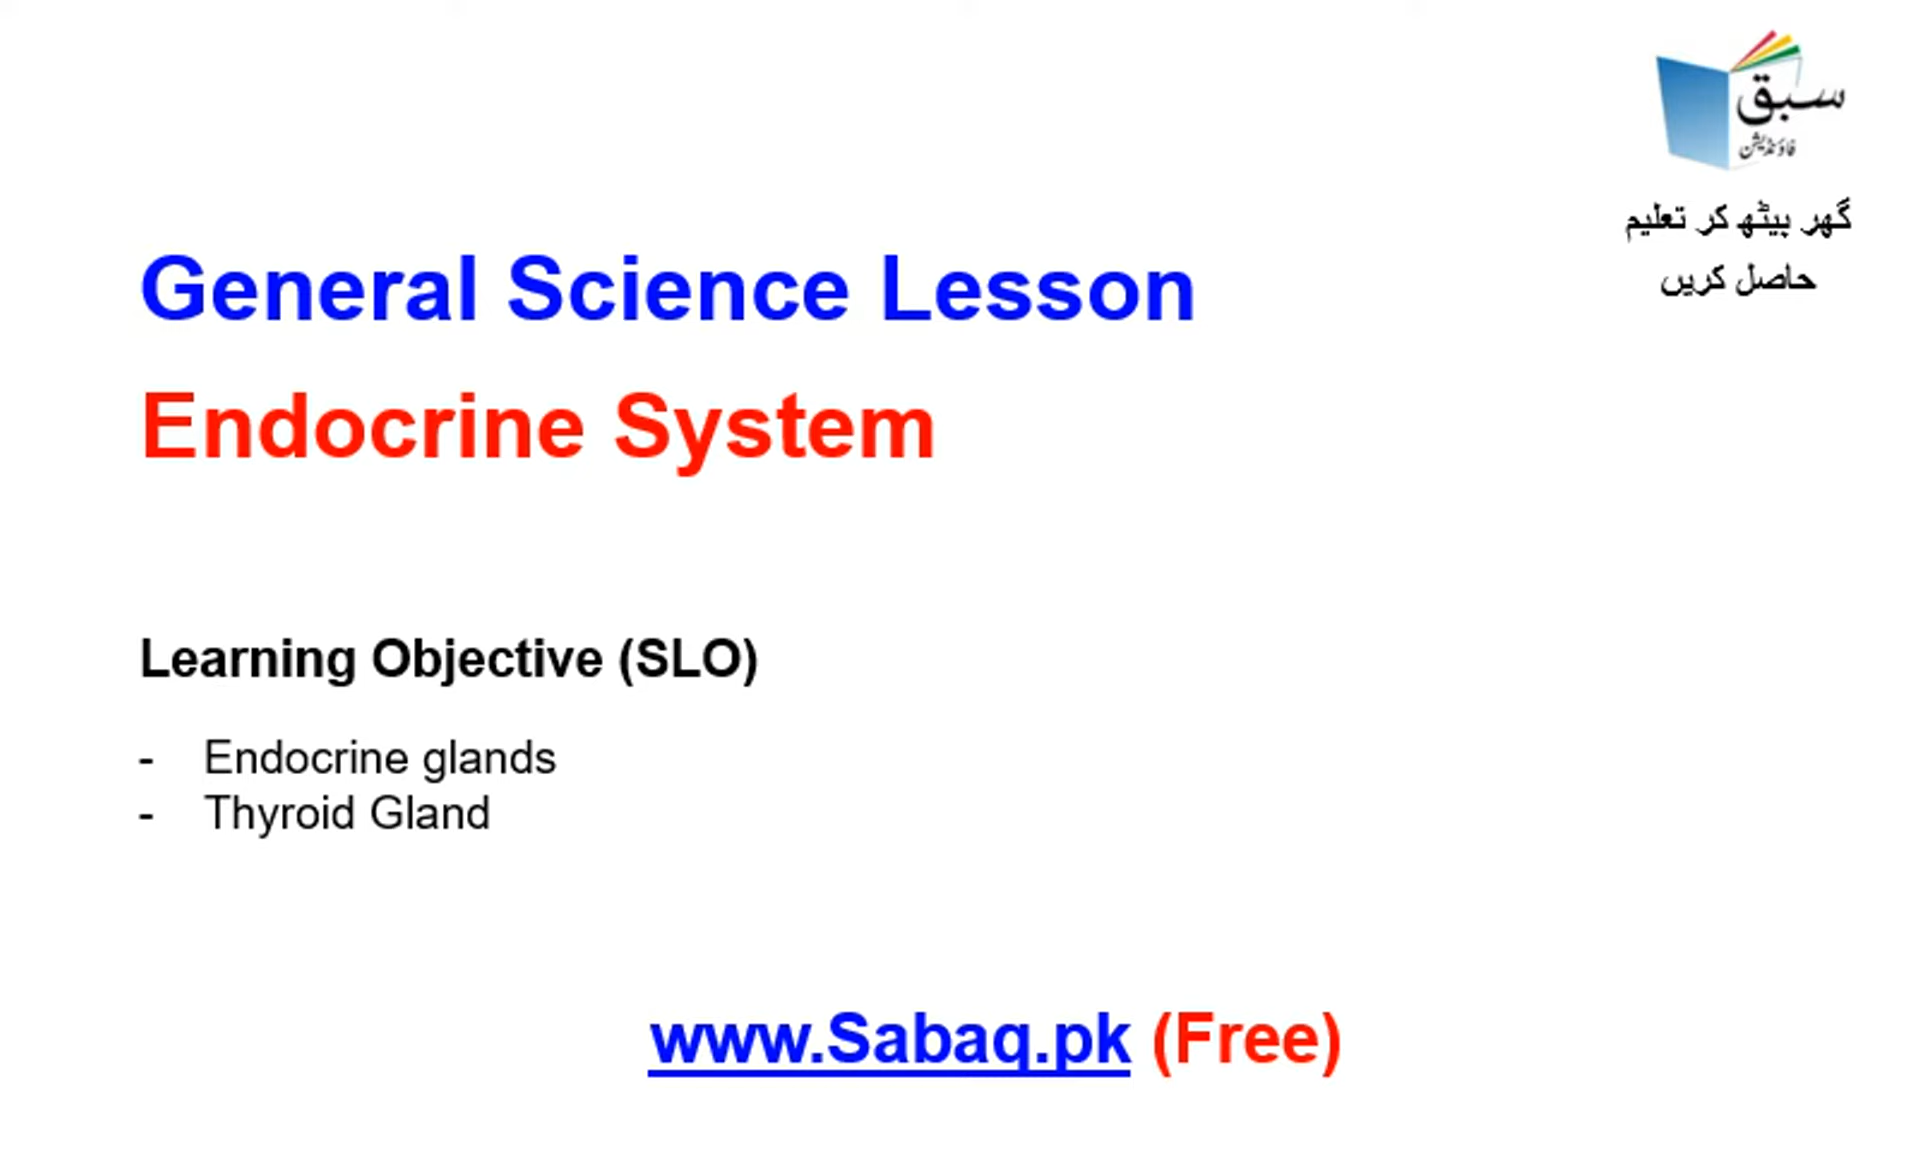 سبق
فاؤنڈیشن
گھر بیٹھ کر تعلیم
حاصل کریں
General Science Lesson
Endocrine System
Learning Objective (SLO)
- Endocrine glands
- Thyroid Gland
www.Sabaq.pk (Free)